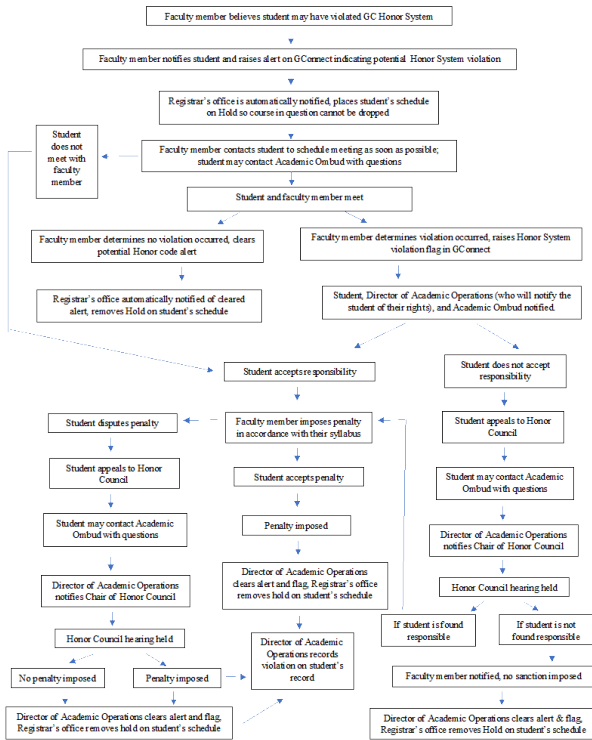 Faculty member believes student may have violated GC Honor System
Faculty member notifies student and raises alert on GConnect indicating potential Honor System violation
Registrar's office is automatically notified, places student's schedule
on Hold so course in question cannot be dropped
Student
does not
meet with
faculty
member
Faculty member contacts student to schedule meeting as soon as possible;
student may contact Academic Ombud with questions
Student and faculty member meet
Faculty member determines no violation occurred, clears
potential Honor code alert
Faculty member determines violation occurred, raises Honor System
violation flag in GConnect
Registrar's office automatically notified of cleared
alert, removes Hold on student's schedule
Student, Director of Academic Operations (who will notify the
student of their rights), and Academic Ombud notified.
Student accepts responsibility
Student does not accept
responsibility
Student disputes penalty
Faculty member imposes penalty
in accordance with their syllabus
Student appeals to Honor
Council
Student appeals to Honor
Council
Student accepts penalty
Student may contact Academic
Ombud with questions
Student may contact Academic
Ombud with questions
Penalty imposed
Director of Academic Operations
notifies Chair of Honor Council
Director of Academic Operations
notifies Chair of Honor Council
Director of Academic Operations
clears alert and flag, Registrar's office
removes hold on student's schedule
Honor Council hearing held
Honor Council hearing held
Director of Academic
Operations records
violation on student's
record
If student is found
responsible
If student is not
found responsible
No penalty imposed
Penalty imposed
Faculty member notified, no sanction imposed
Director of Academic Operations clears alert and flag,
Registrar's office removes hold on student's schedule
Director of Academic Operations clears alert & flag,
Registrar's office removes Hold on student's schedule